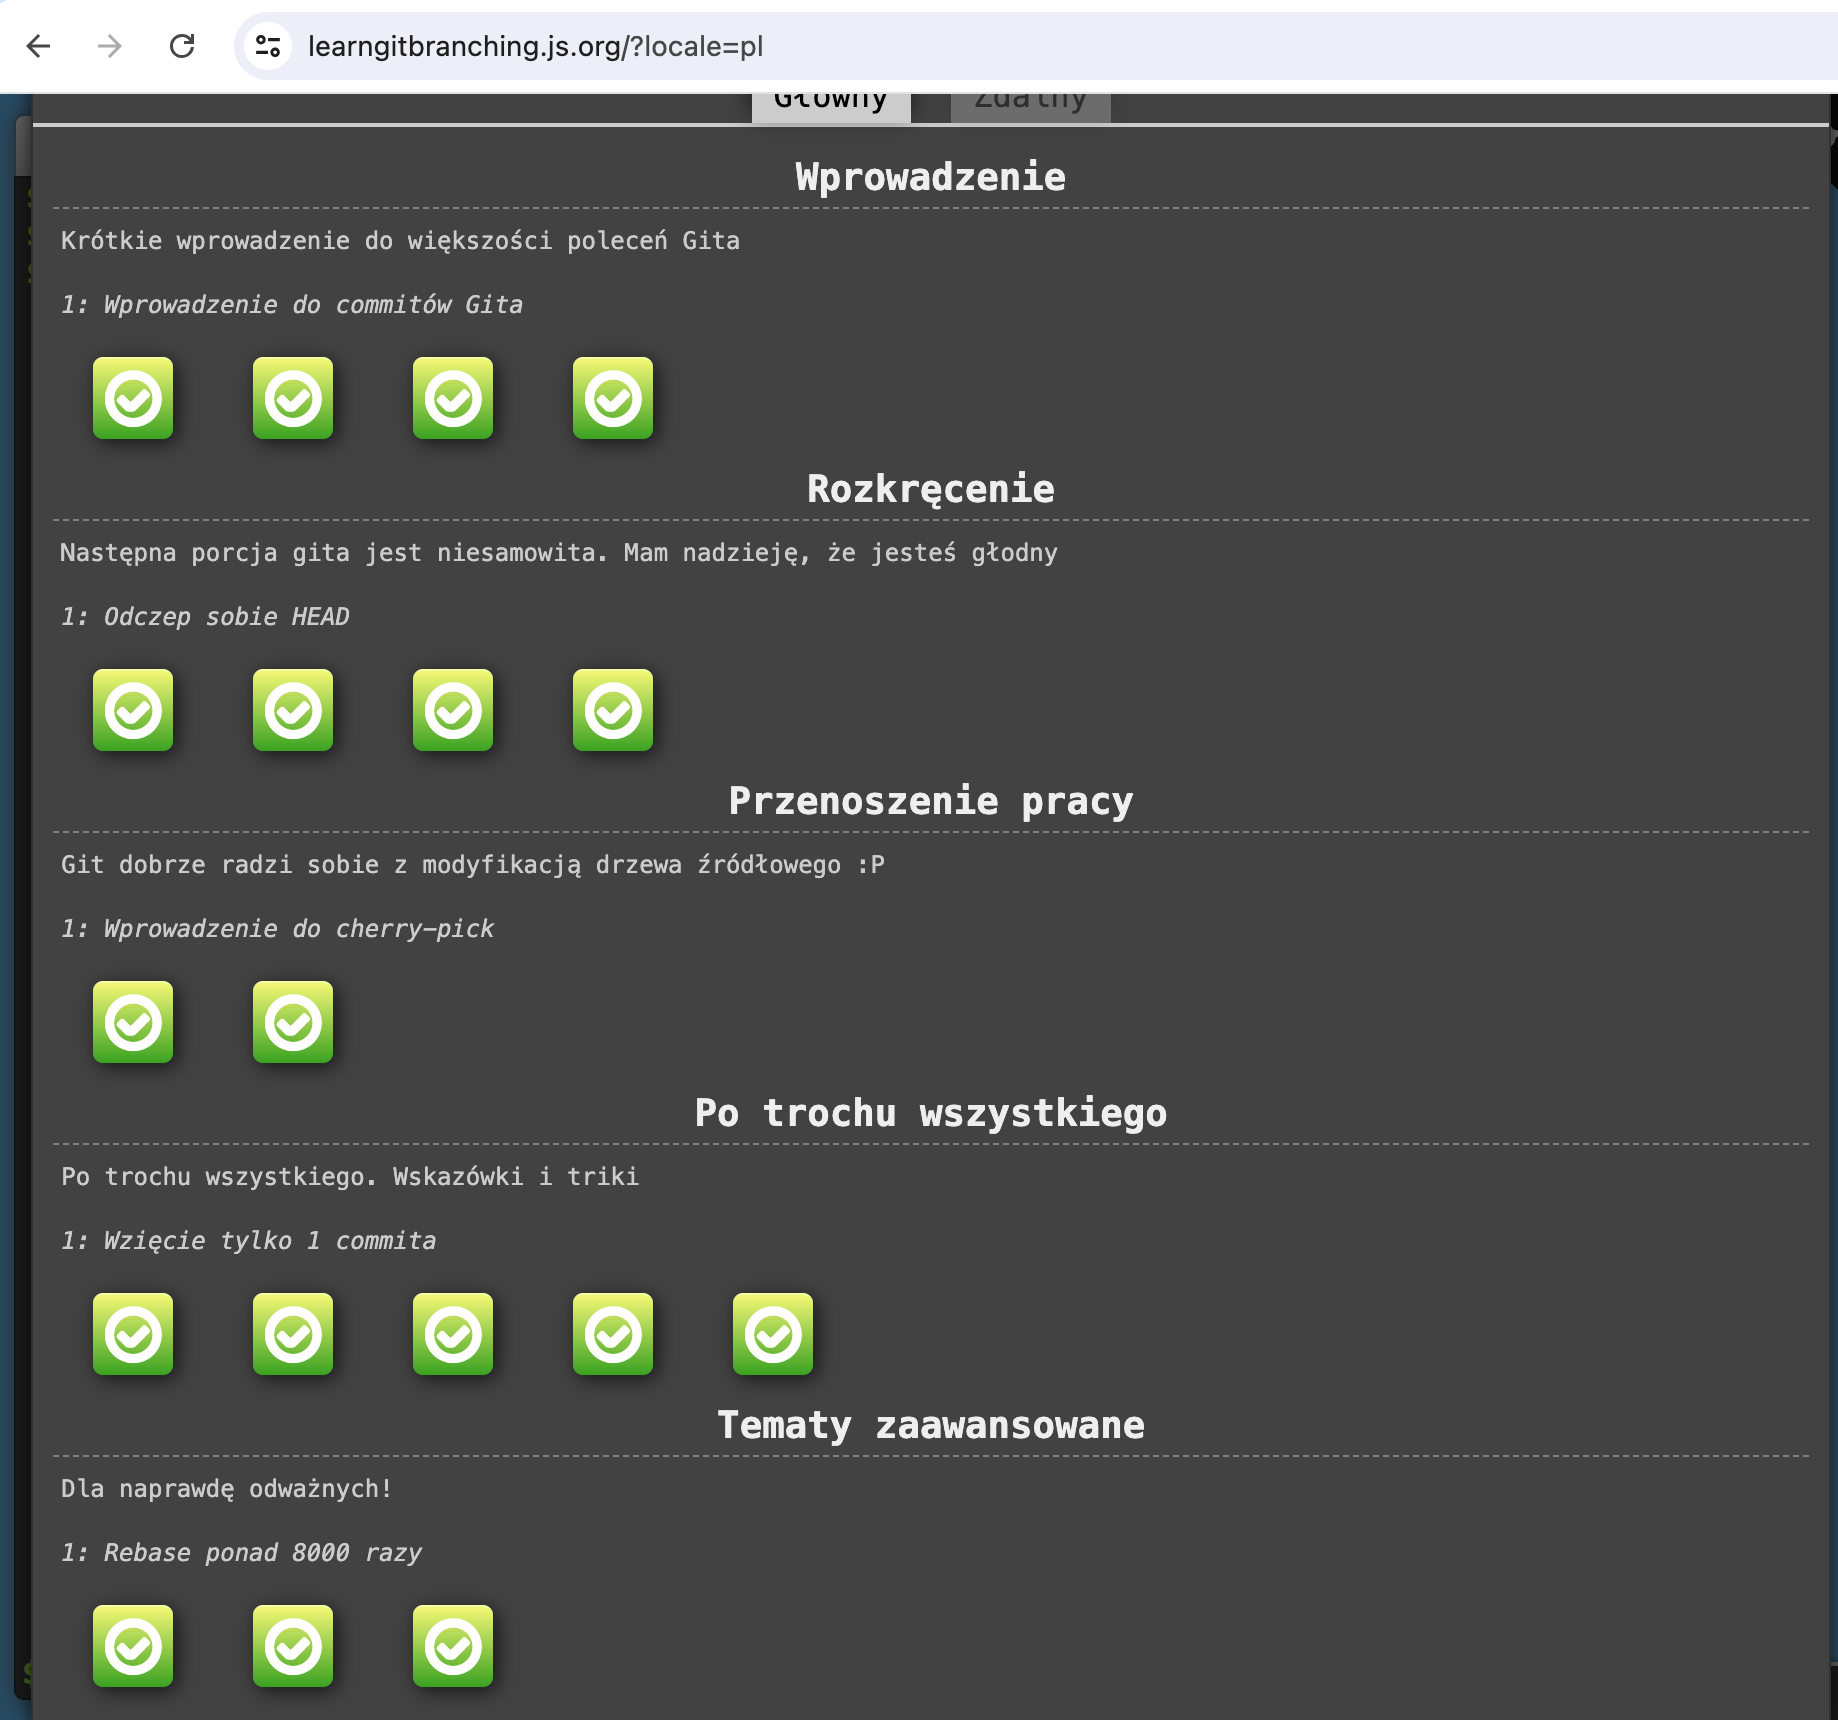 learngitbranching.js.org/?locale=pl
Główny Zdalny
Wprowadzenie
Krótkie wprowadzenie do większości poleceń Gita
1: Wprowadzenie do commitów Gita
Rozkręcenie
Następna porcja gita jest niesamowita. Mam nadzieję, że jesteś głodny
1: Odczep sobie HEAD
Przenoszenie pracy
Git dobrze radzi sobie z modyfikacją drzewa źródłowego :P
1: Wprowadzenie do cherry-pick
Po trochu wszystkiego
Po trochu wszystkiego. Wskazówki i triki
1: Wzięcie tylko 1 commita
Tematy zaawansowane
Dla naprawdę odważnych!
1: Rebase ponad 8000 razy